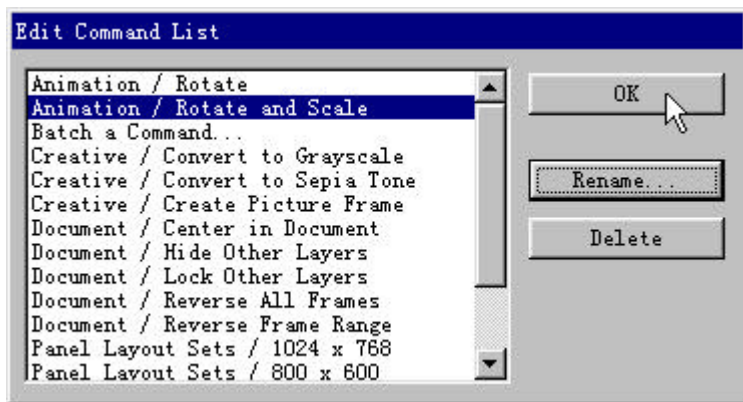 Edit Command List
Animation / Rotate
Animation / Rotate and Scale
Batch a Command...
Creative / Convert to Grayscale
Creative / Convert to Sepia Tone
Creative / Create Picture Frame
Document / Center in Document
Document / Hide Other Layers
Document / Lock Other Layers
Document / Reverse All Frames
Document / Reverse Frame Range
Panel Layout Sets / 1024 x 768
Panel Layout Sets / 800 x 600
OK
Rename...
Delete